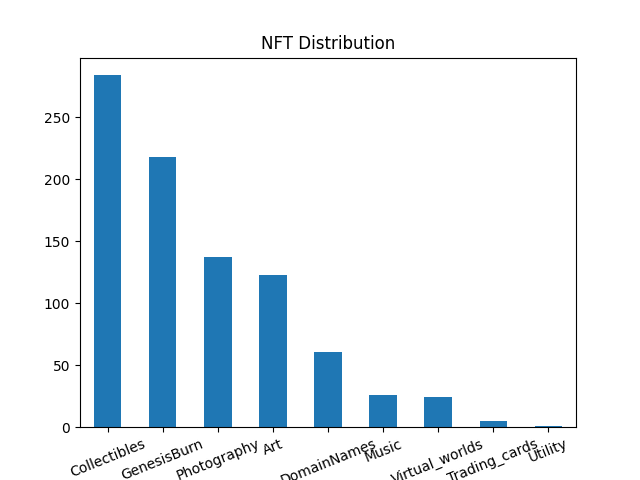 NFT Distribution
250
200
150
100
50
0
Collectibles
GenesisBurn
Photography
Art
DomainNames
Music
Virtual_worlds
Trading_cards
Utility